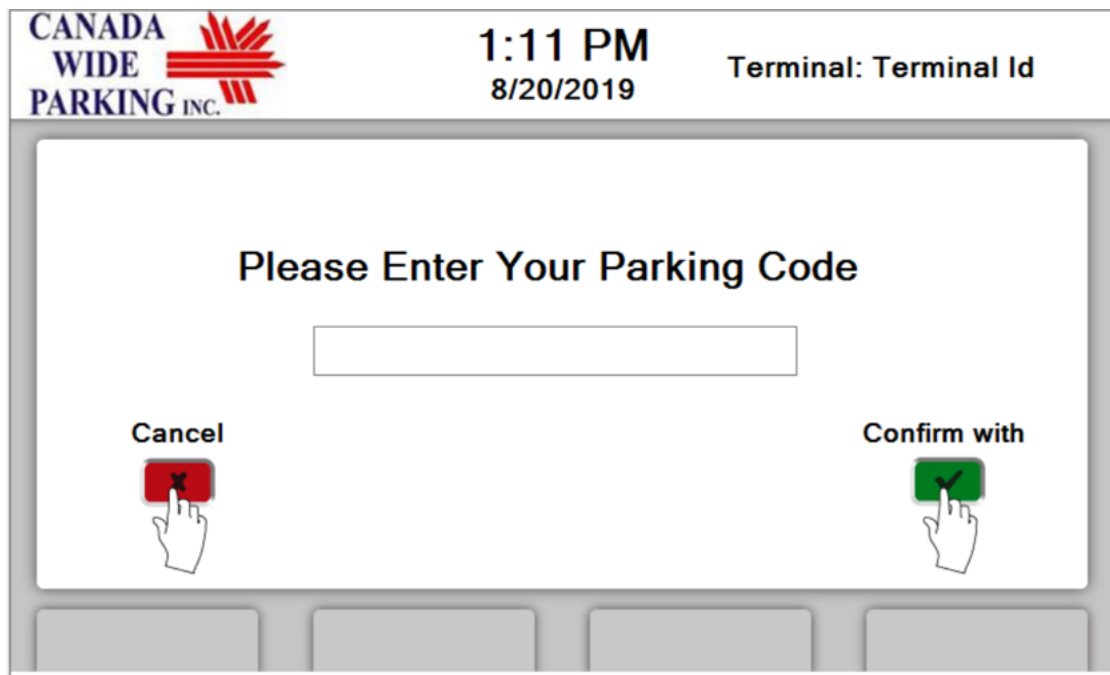 CANADA
WIDE
PARKING INC.
1:11 PM
8/20/2019
Terminal: Terminal Id
Please Enter Your Parking Code
Cancel
Confirm with